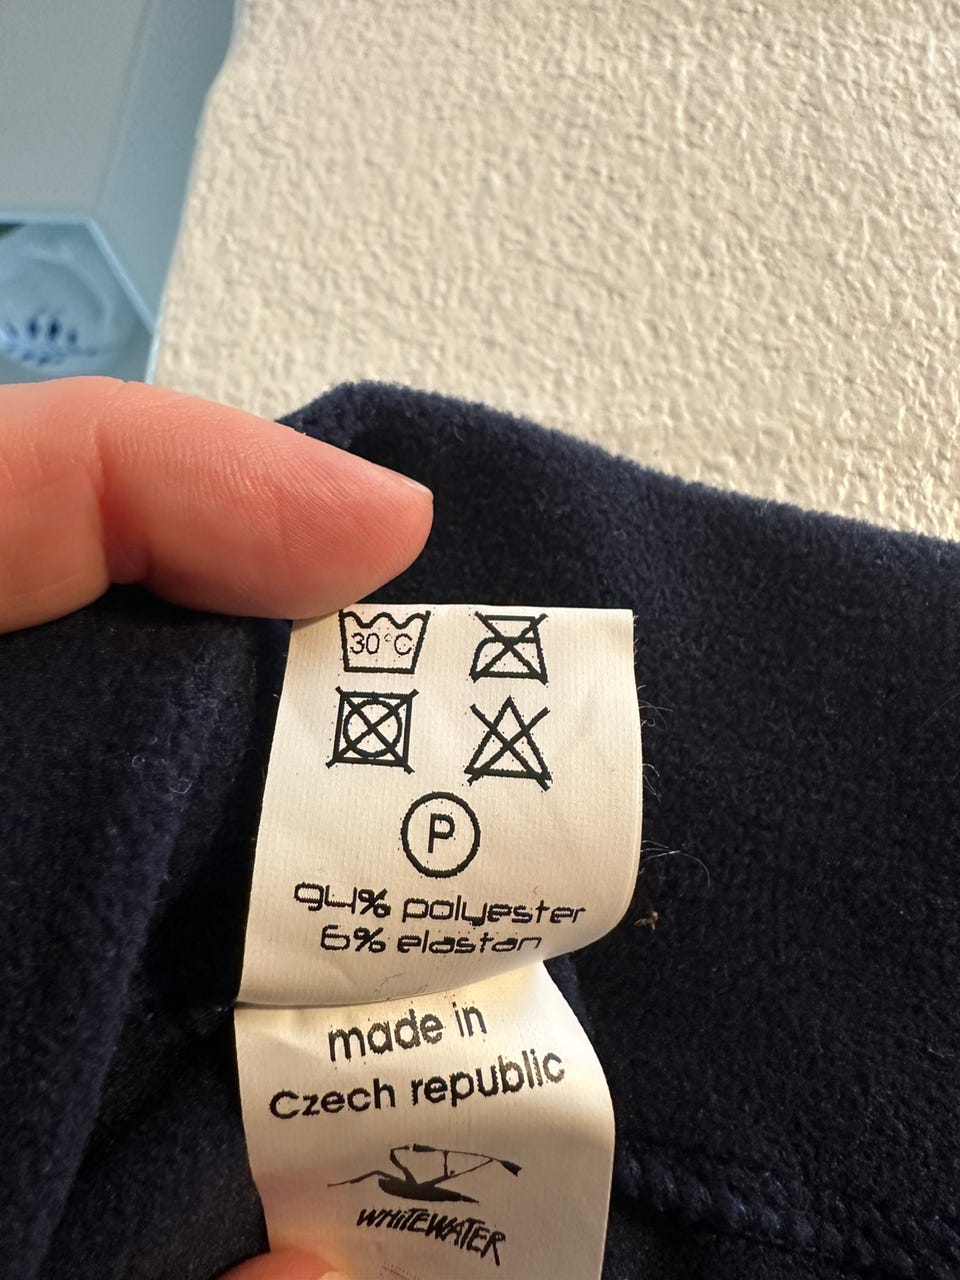 30°C
P
94% polyester
6% elastan
made in
Czech republic
WHITEWATER